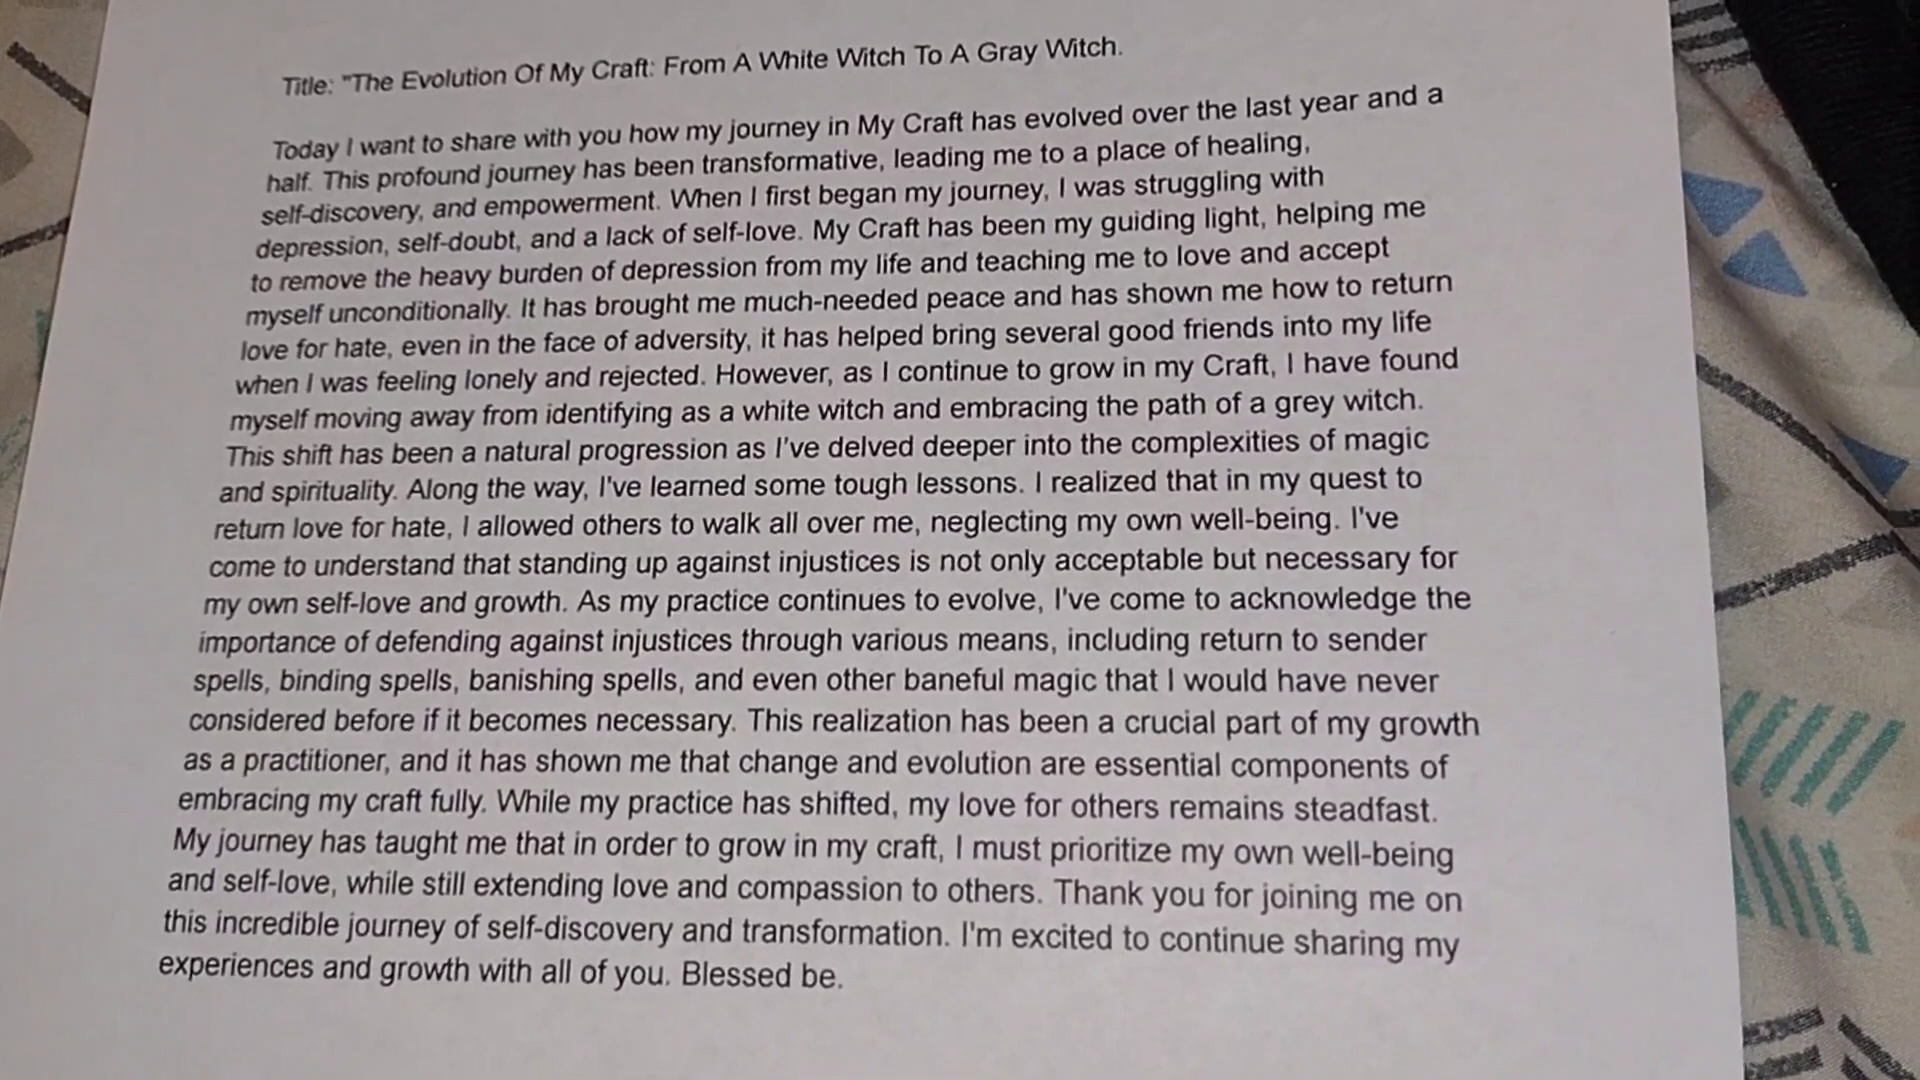 Title: "The Evolution Of My Craft: From A White Witch To A Gray Witch.
Today I want to share with you how my journey in My Craft has evolved over the last year and a
half. This profound journey has been transformative, leading me to a place of healing,
self-discovery, and empowerment. When I first began my journey, I was struggling with
depression, self-doubt, and a lack of self-love. My Craft has been my guiding light, helping me
to remove the heavy burden of depression from my life and teaching me to love and accept
myself unconditionally. It has brought me much-needed peace and has shown me how to return
love for hate, even in the face of adversity, it has helped bring several good friends into my life
when I was feeling lonely and rejected. However, as I continue to grow in my Craft, I have found
myself moving away from identifying as a white witch and embracing the path of a grey witch.
This shift has been a natural progression as I've delved deeper into the complexities of magic
and spirituality. Along the way, I've learned some tough lessons. I realized that in my quest to
return love for hate, I allowed others to walk all over me, neglecting my own well-being. I've
come to understand that standing up against injustices is not only acceptable but necessary for
my own self-love and growth. As my practice continues to evolve, I've come to acknowledge the
importance of defending against injustices through various means, including return to sender
spells, binding spells, banishing spells, and even other baneful magic that I would have never
considered before if it becomes necessary. This realization has been a crucial part of my growth
as a practitioner, and it has shown me that change and evolution are essential components of
embracing my craft fully. While my practice has shifted, my love for others remains steadfast.
My journey has taught me that in order to grow in my craft, I must prioritize my own well-being
and self-love, while still extending love and compassion to others. Thank you for joining me on
this incredible journey of self-discovery and transformation. I'm excited to continue sharing my
experiences and growth with all of you. Blessed be.